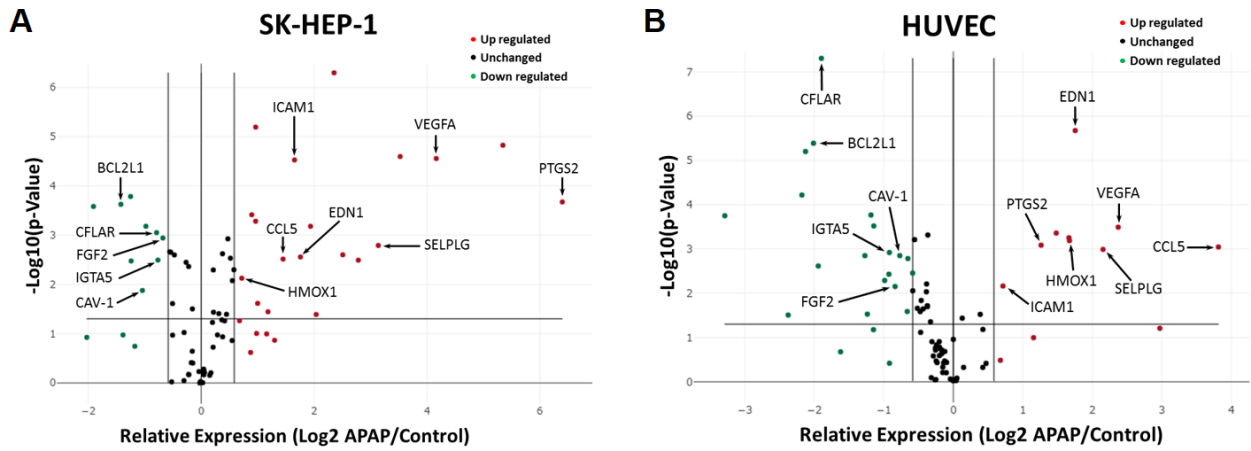 A
SK-HEP-1
Up regulated
Unchanged
Down regulated
6
5
4
3
2
1
0
-Log10(p-Value)
ICAM1
VEGFA
PTGS2
BCL2L1
CFLAR
FGF2
IGTA5
CAV-1
CCL5
EDN1
SELPLG
HMOX1
−2
0
2
4
6
Relative Expression (Log2 APAP/Control)
B
HUVEC
Up regulated
Unchanged
Down regulated
7
6
5
4
3
2
1
0
-Log10(p-Value)
CFLAR
EDN1
BCL2L1
CAV-1
IGTA5
FGF2
PTGS2
VEGFA
CCL5
HMOX1
SELPLG
ICAM1
−3
−2
−1
0
1
2
3
4
Relative Expression (Log2 APAP/Control)